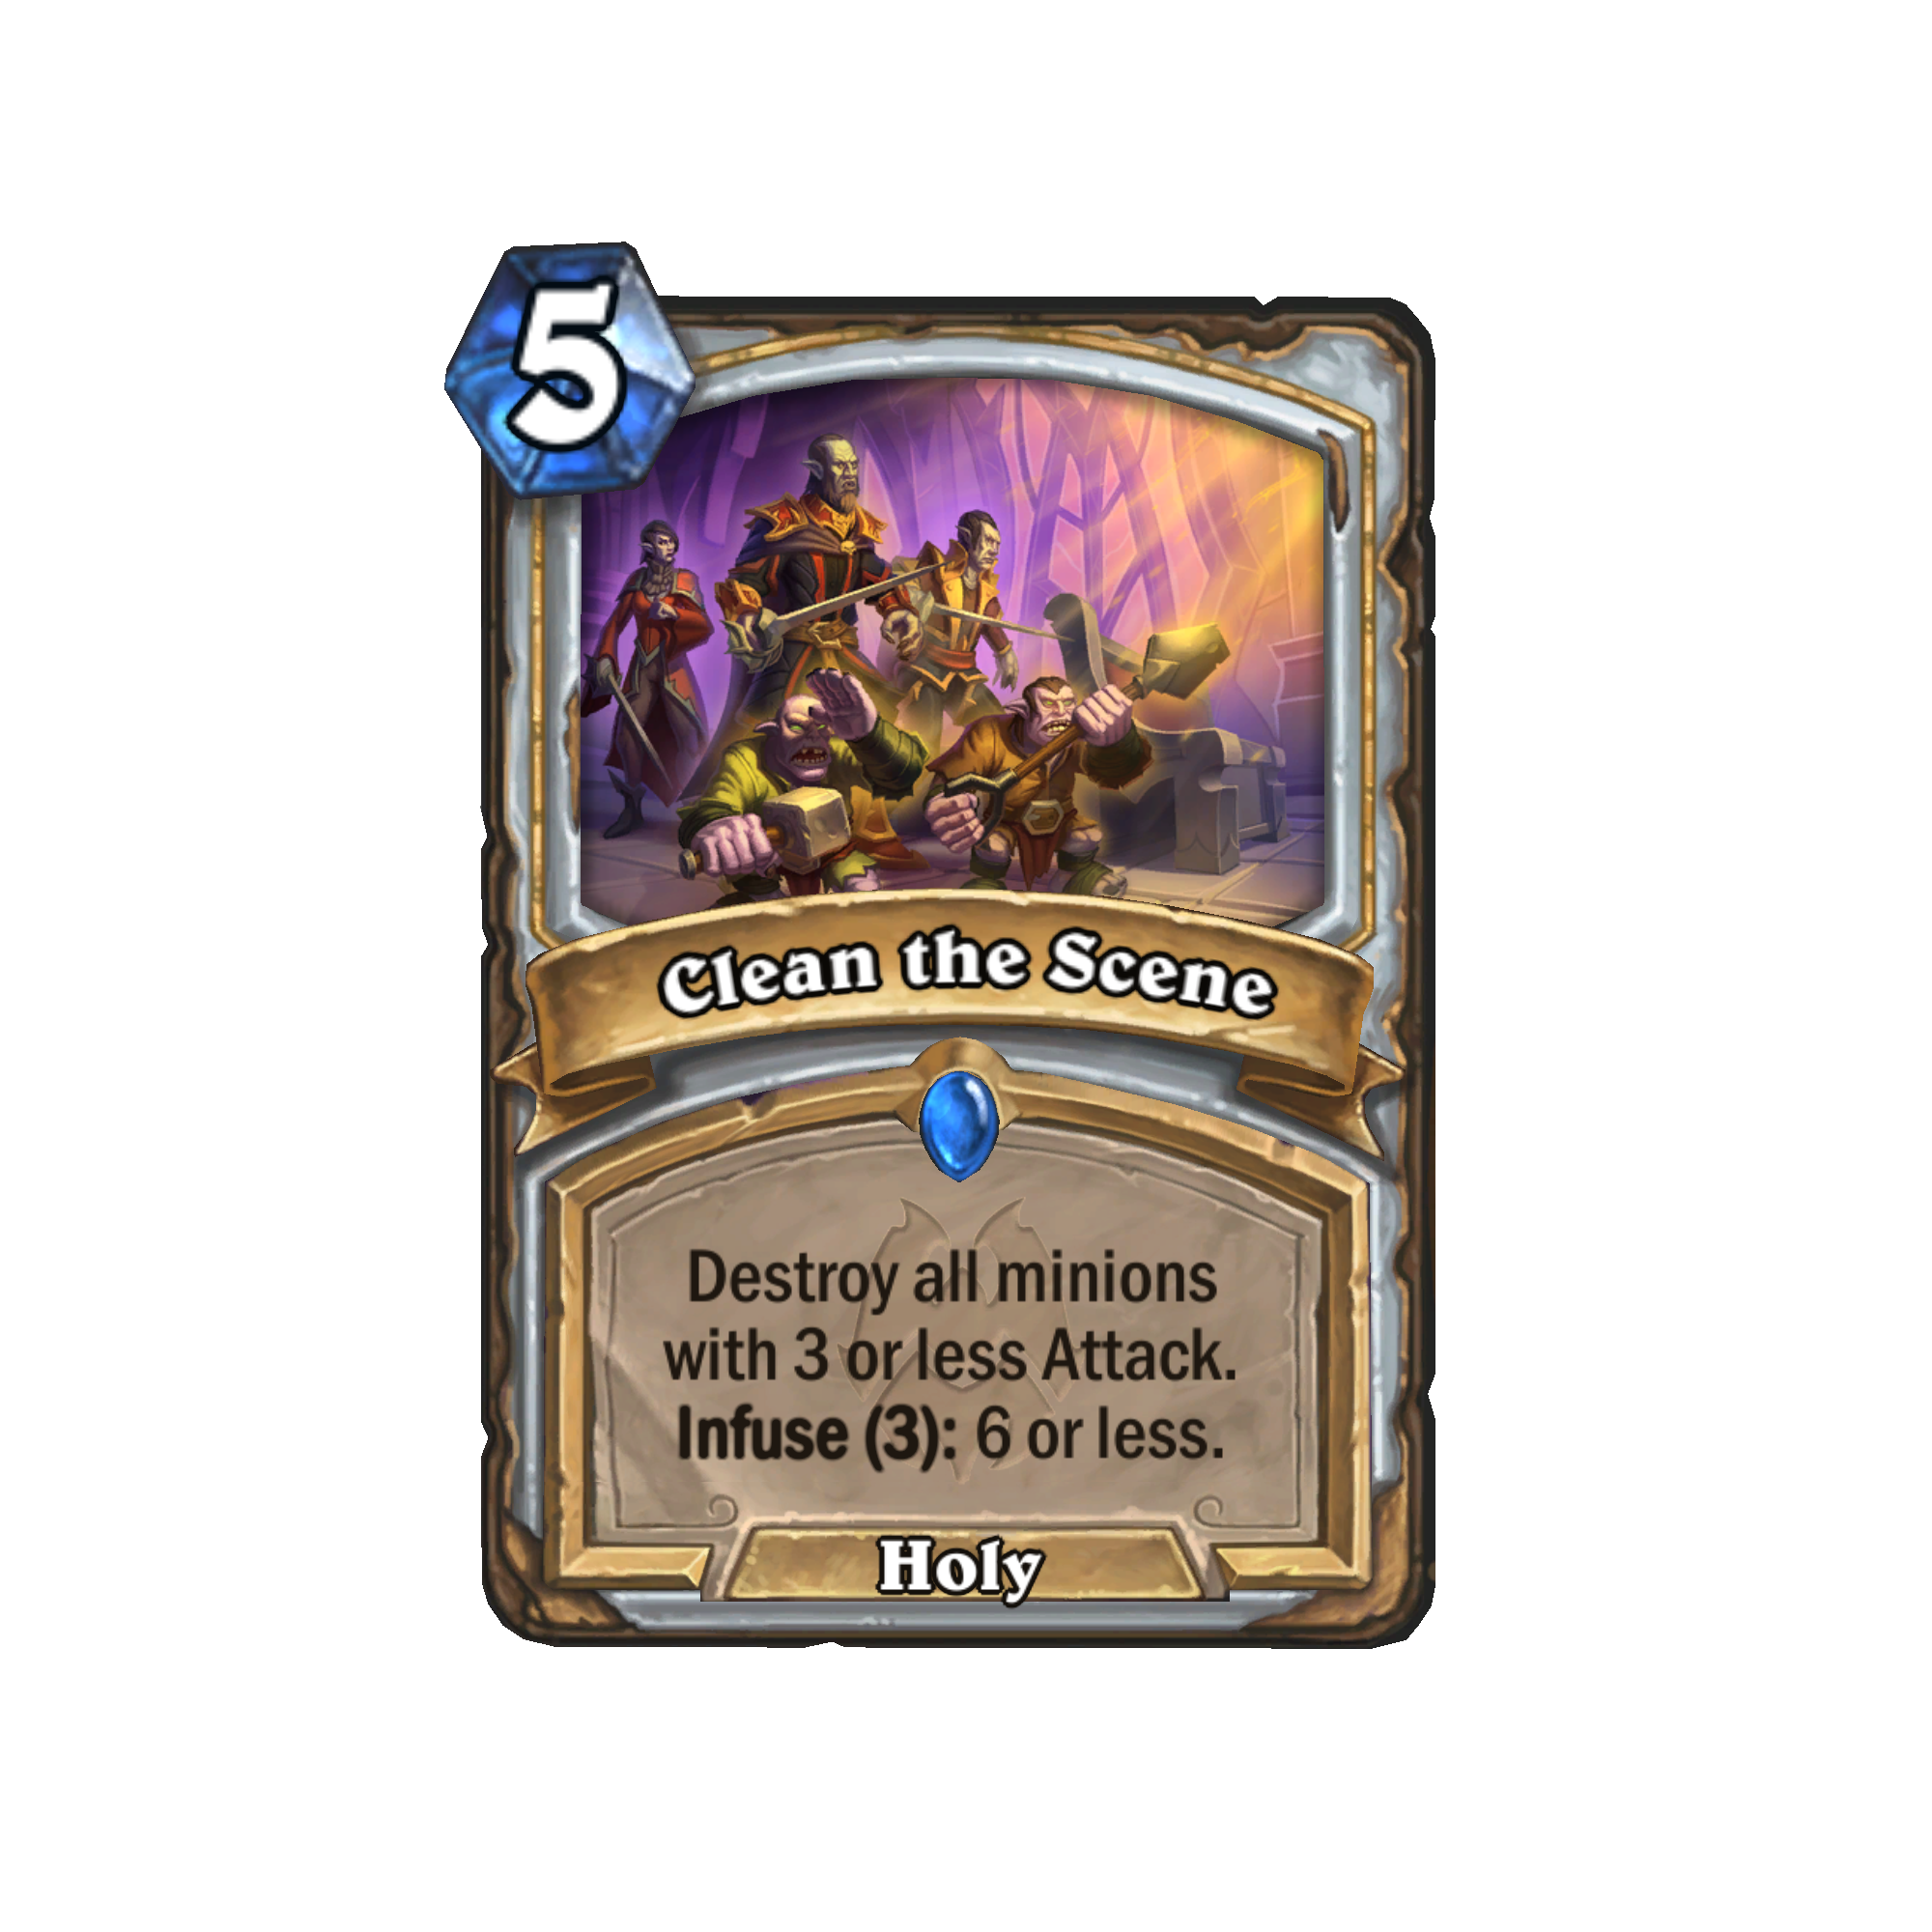 5
Clean the Scene
Destroy all minions
with 3 or less Attack.
Infuse (3): 6 or less.
Holy